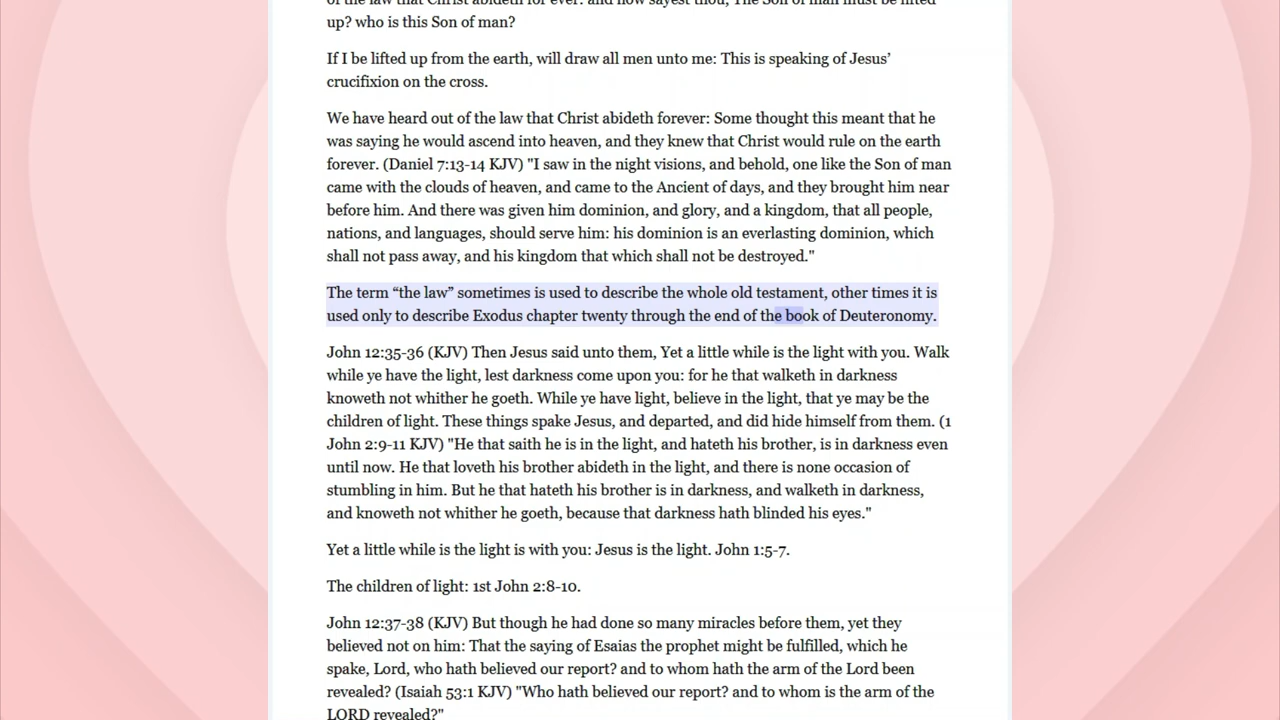 of the law that Christ abideth for ever: and how sayest thou, The Son of man must be lifted
up? who is this Son of man?
If I be lifted up from the earth, will draw all men unto me: This is speaking of Jesus’
crucifixion on the cross.
We have heard out of the law that Christ abideth forever: Some thought this meant that he
was saying he would ascend into heaven, and they knew that Christ would rule on the earth
forever. (Daniel 7:13-14 KJV) "I saw in the night visions, and behold, one like the Son of man
came with the clouds of heaven, and came to the Ancient of days, and they brought him near
before him. And there was given him dominion, and glory, and a kingdom, that all people,
nations, and languages, should serve him: his dominion is an everlasting dominion, which
shall not pass away, and his kingdom that which shall not be destroyed."
The term “the law” sometimes is used to describe the whole old testament, other times it is
used only to describe Exodus chapter twenty through the end of the book of Deuteronomy.
John 12:35-36 (KJV) Then Jesus said unto them, Yet a little while is the light with you. Walk
while ye have the light, lest darkness come upon you: for he that walketh in darkness
knoweth not whither he goeth. While ye have light, believe in the light, that ye may be the
children of light. These things spake Jesus, and departed, and did hide himself from them. (1
John 2:9-11 KJV) "He that saith he is in the light, and hateth his brother, is in darkness even
until now. He that loveth his brother abideth in the light, and there is none occasion of
stumbling in him. But he that hateth his brother is in darkness, and walketh in darkness,
and knoweth not whither he goeth, because that darkness hath blinded his eyes."
Yet a little while is the light is with you: Jesus is the light. John 1:5-7.
The children of light: 1st John 2:8-10.
John 12:37-38 (KJV) But though he had done so many miracles before them, yet they
believed not on him: That the saying of Esaias the prophet might be fulfilled, which he
spake, Lord, who hath believed our report? and to whom hath the arm of the Lord been
revealed? (Isaiah 53:1 KJV) "Who hath believed our report? and to whom is the arm of the
LORD revealed?"